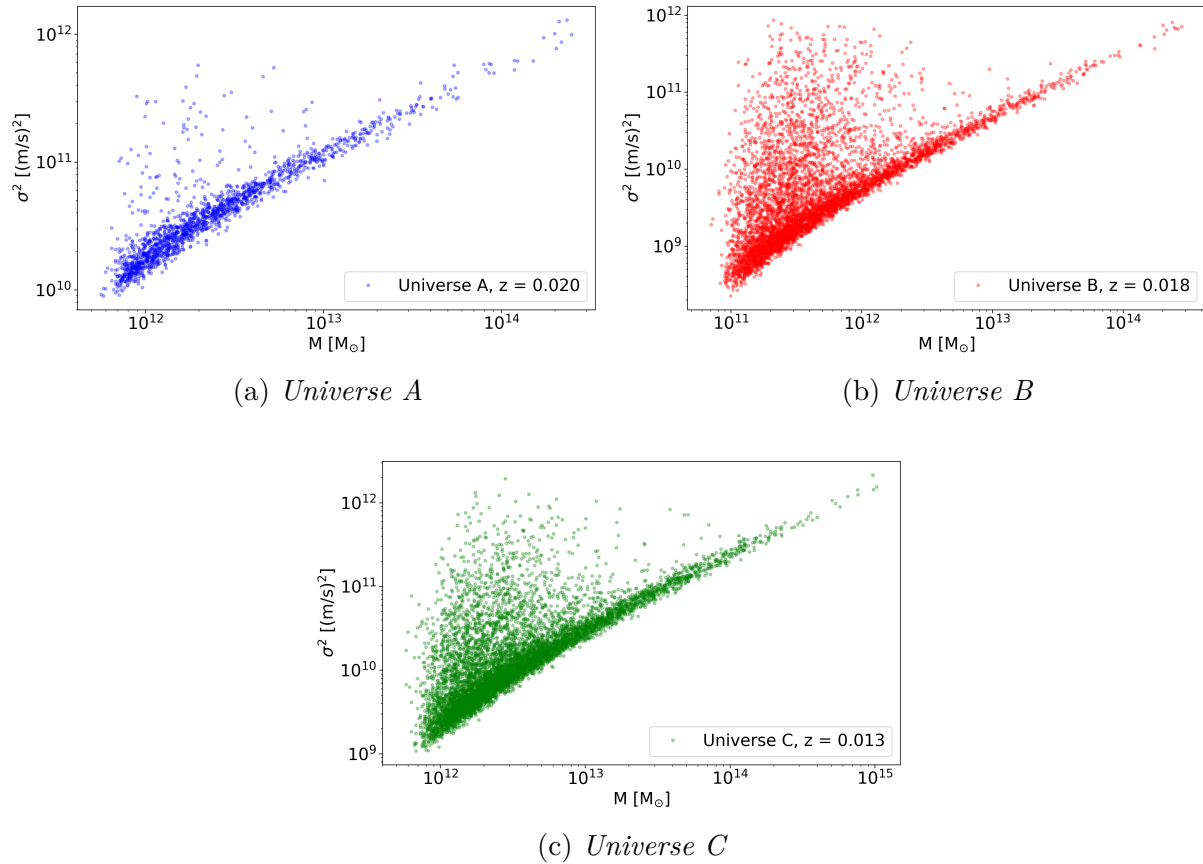 10¹²
10¹¹
10¹⁰
σ² [(m/s)²]
Universe A, z = 0.020
10¹² 10¹³ 10¹⁴
M [M⊙]
(a) Universe A
10¹²
10¹¹
10¹⁰
10⁹
σ² [(m/s)²]
Universe B, z = 0.018
10¹¹ 10¹² 10¹³ 10¹⁴
M [M⊙]
(b) Universe B
10¹²
10¹¹
10¹⁰
10⁹
σ² [(m/s)²]
Universe C, z = 0.013
10¹² 10¹³ 10¹⁴ 10¹⁵
M [M⊙]
(c) Universe C